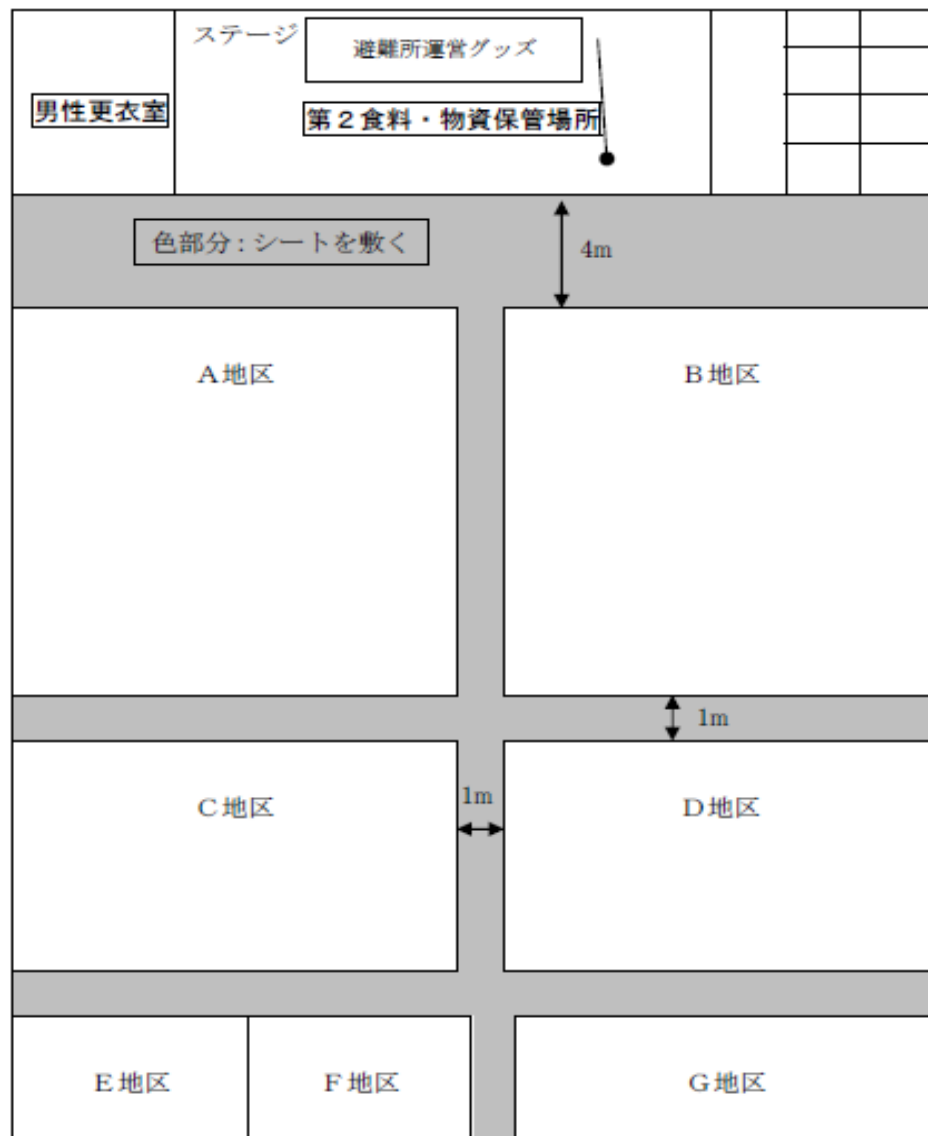 ステージ
避難所運営グッズ
男性更衣室
第2食料・物資保管場所
色部分：シートを敷く
4m
A地区
B地区
1m
C地区
1m
D地区
E地区
F地区
G地区